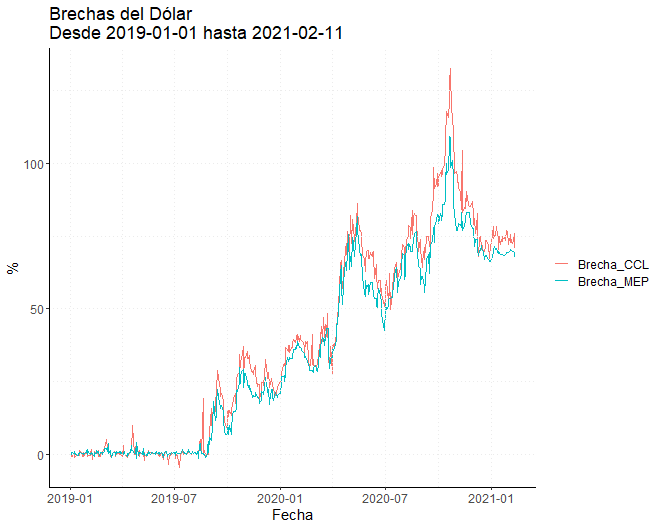 Brechas del Dólar
Desde 2019-01-01 hasta 2021-02-11
%
100
50
0
2019-01 2019-07 2020-01 2020-07 2021-01
Fecha
Brecha_CCL
Brecha_MEP